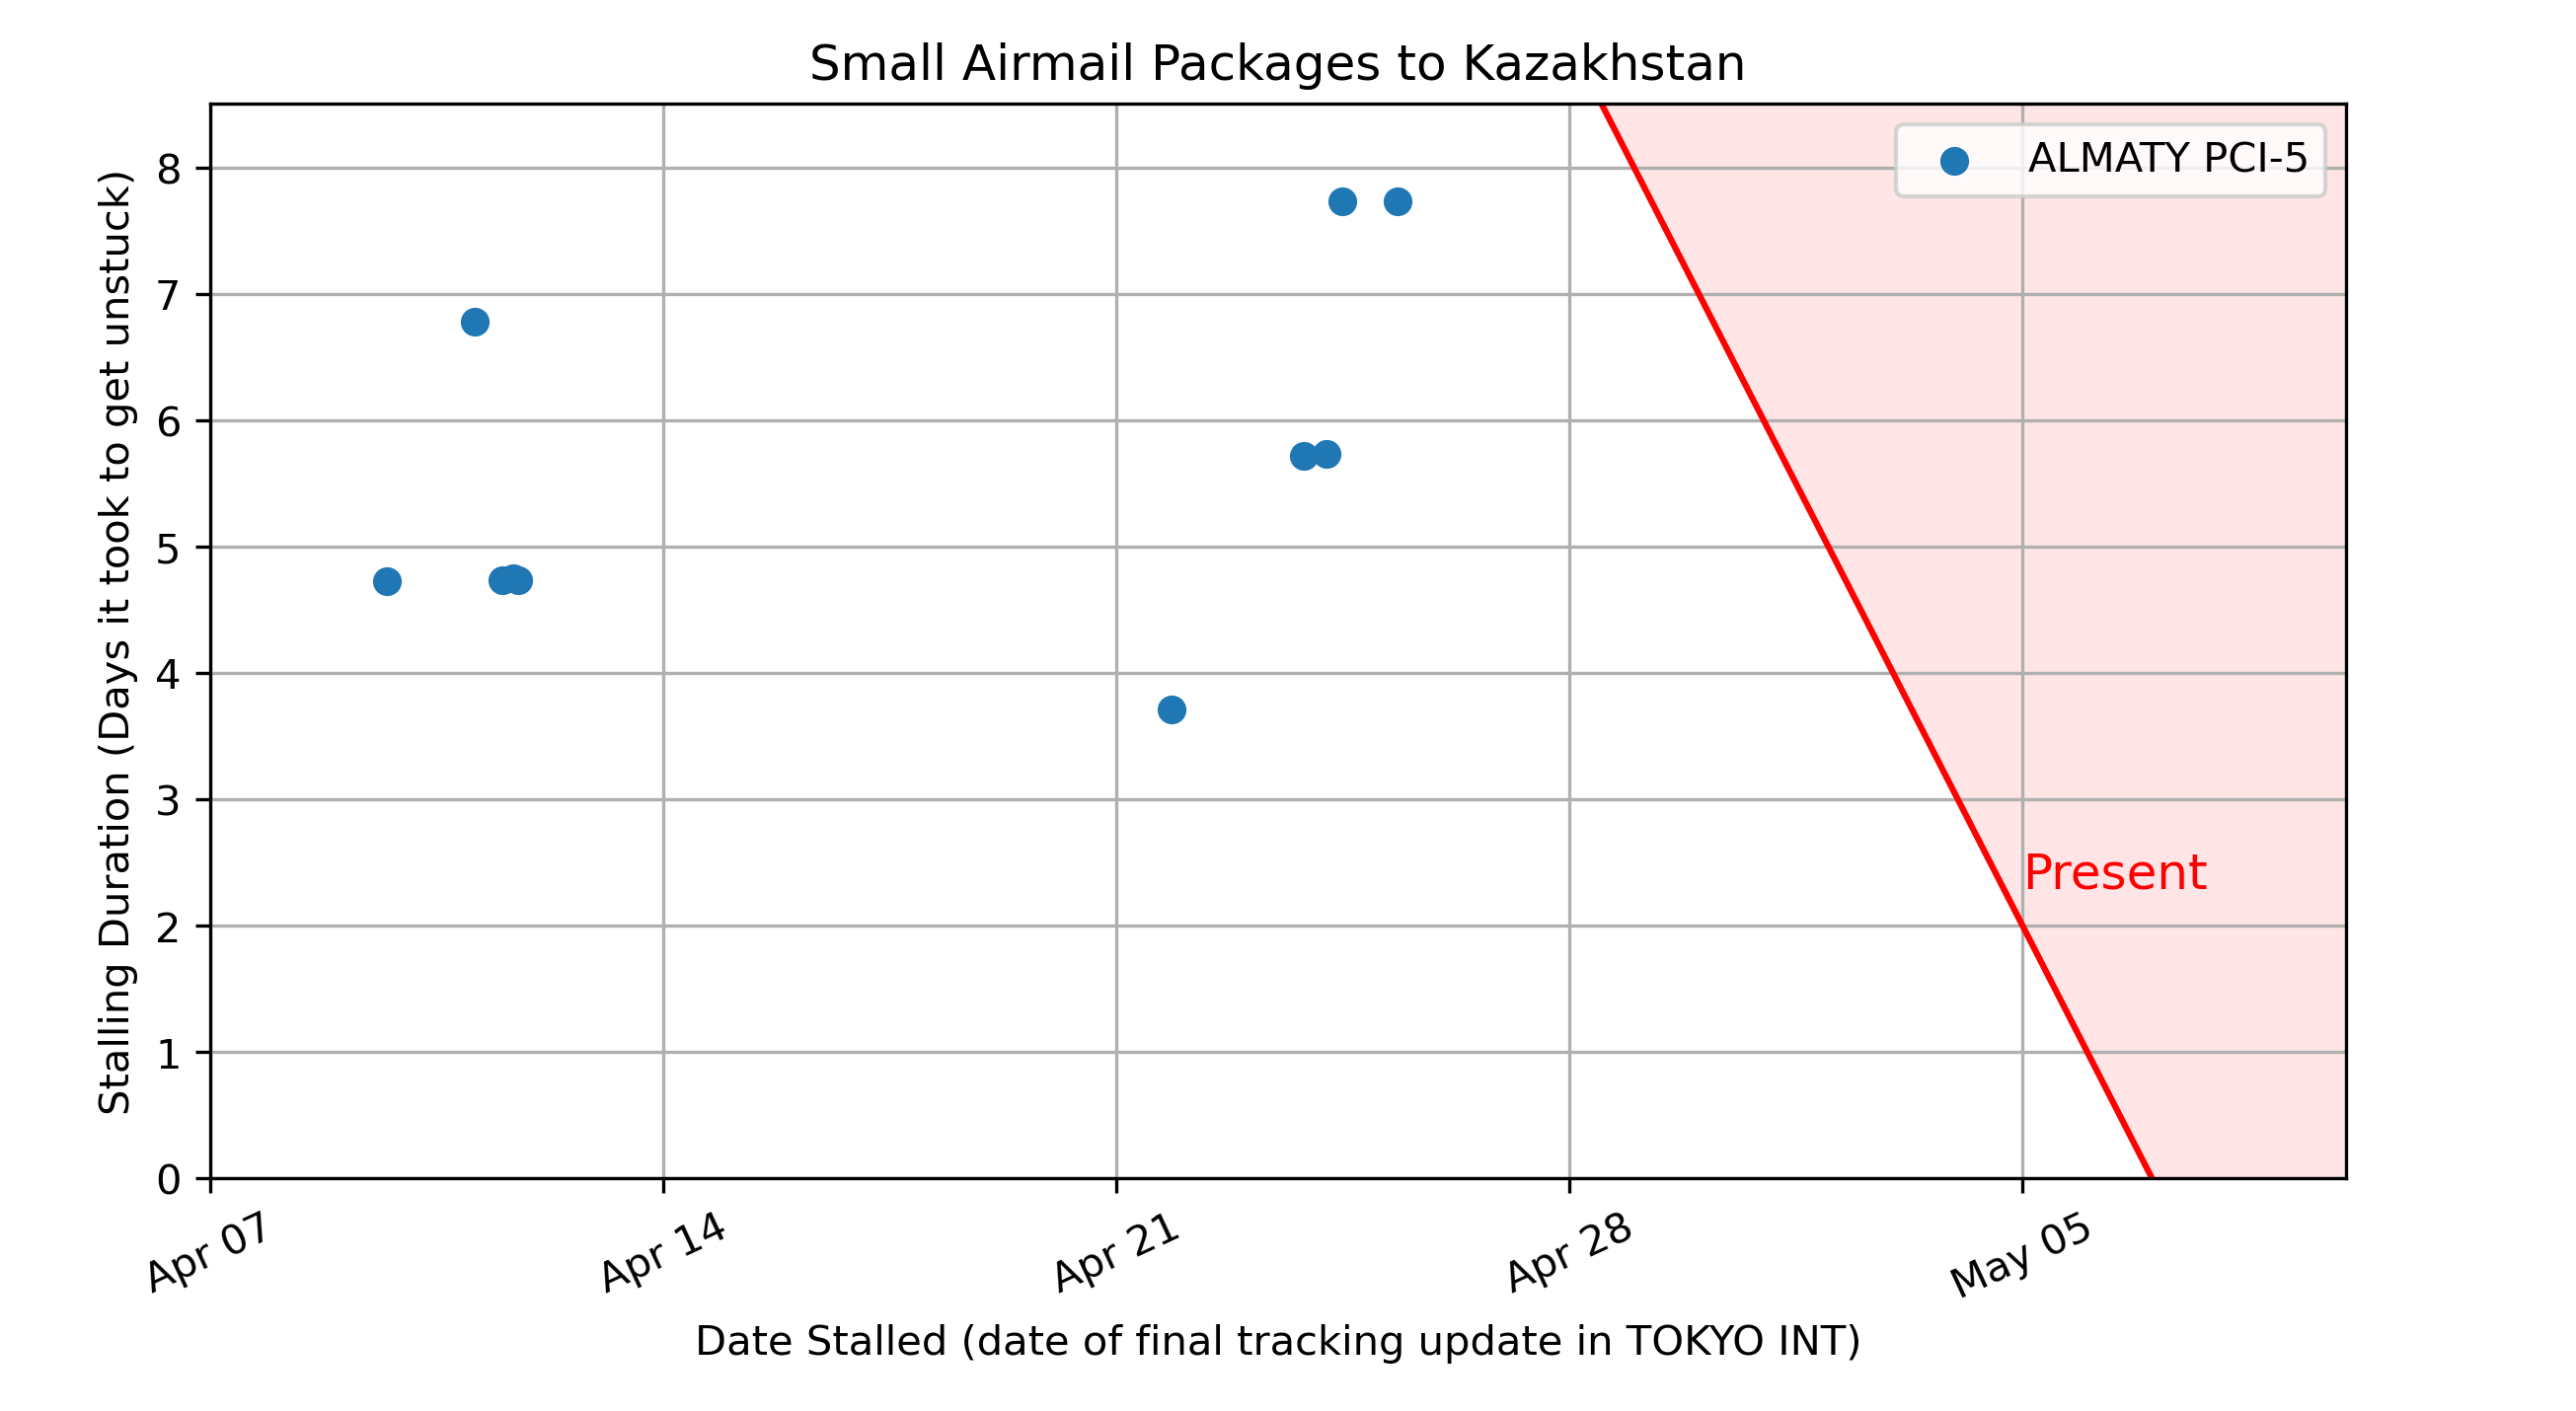 Small Airmail Packages to Kazakhstan
Stalling Duration (Days it took to get unstuck)
8
7
6
5
4
3
2
1
0
ALMATY PCI-5
Present
Apr 07
Apr 14
Apr 21
Apr 28
May 05
Date Stalled (date of final tracking update in TOKYO INT)